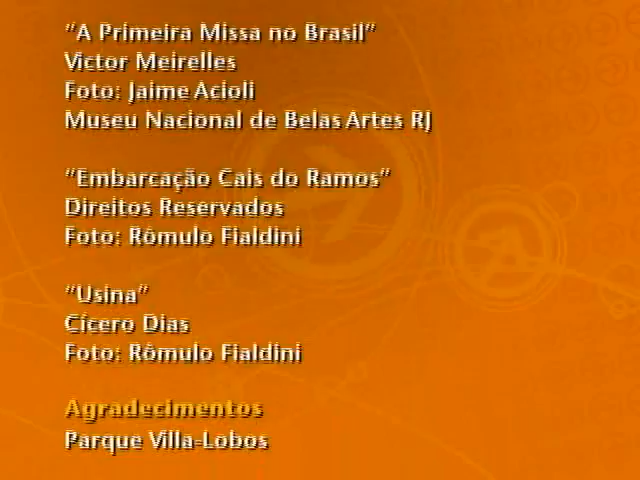 "A Primeira Missa no Brasil"
Victor Meirelles
Foto: Jaime Acioli
Museu Nacional de Belas Artes RJ
"Embarcação Cais do Ramos"
Direitos Reservados
Foto: Rômulo Fialdini
"Usina"
Cícero Dias
Foto: Rômulo Fialdini
Agradecimentos
Parque Villa-Lobos